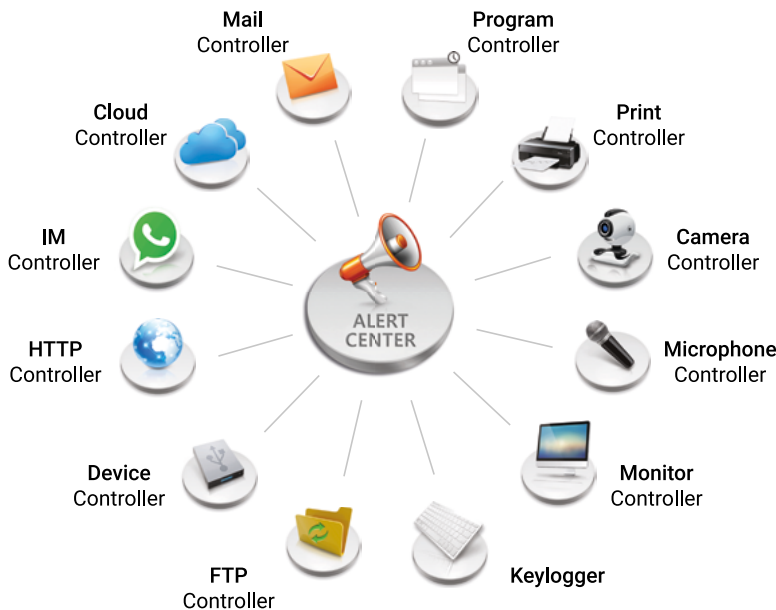 Mail
Controller
Program
Controller
Cloud
Controller
Print
Controller
IM
Controller
Camera
Controller
ALERT
CENTER
HTTP
Controller
Microphone
Controller
Device
Controller
Monitor
Controller
FTP
Controller
Keylogger